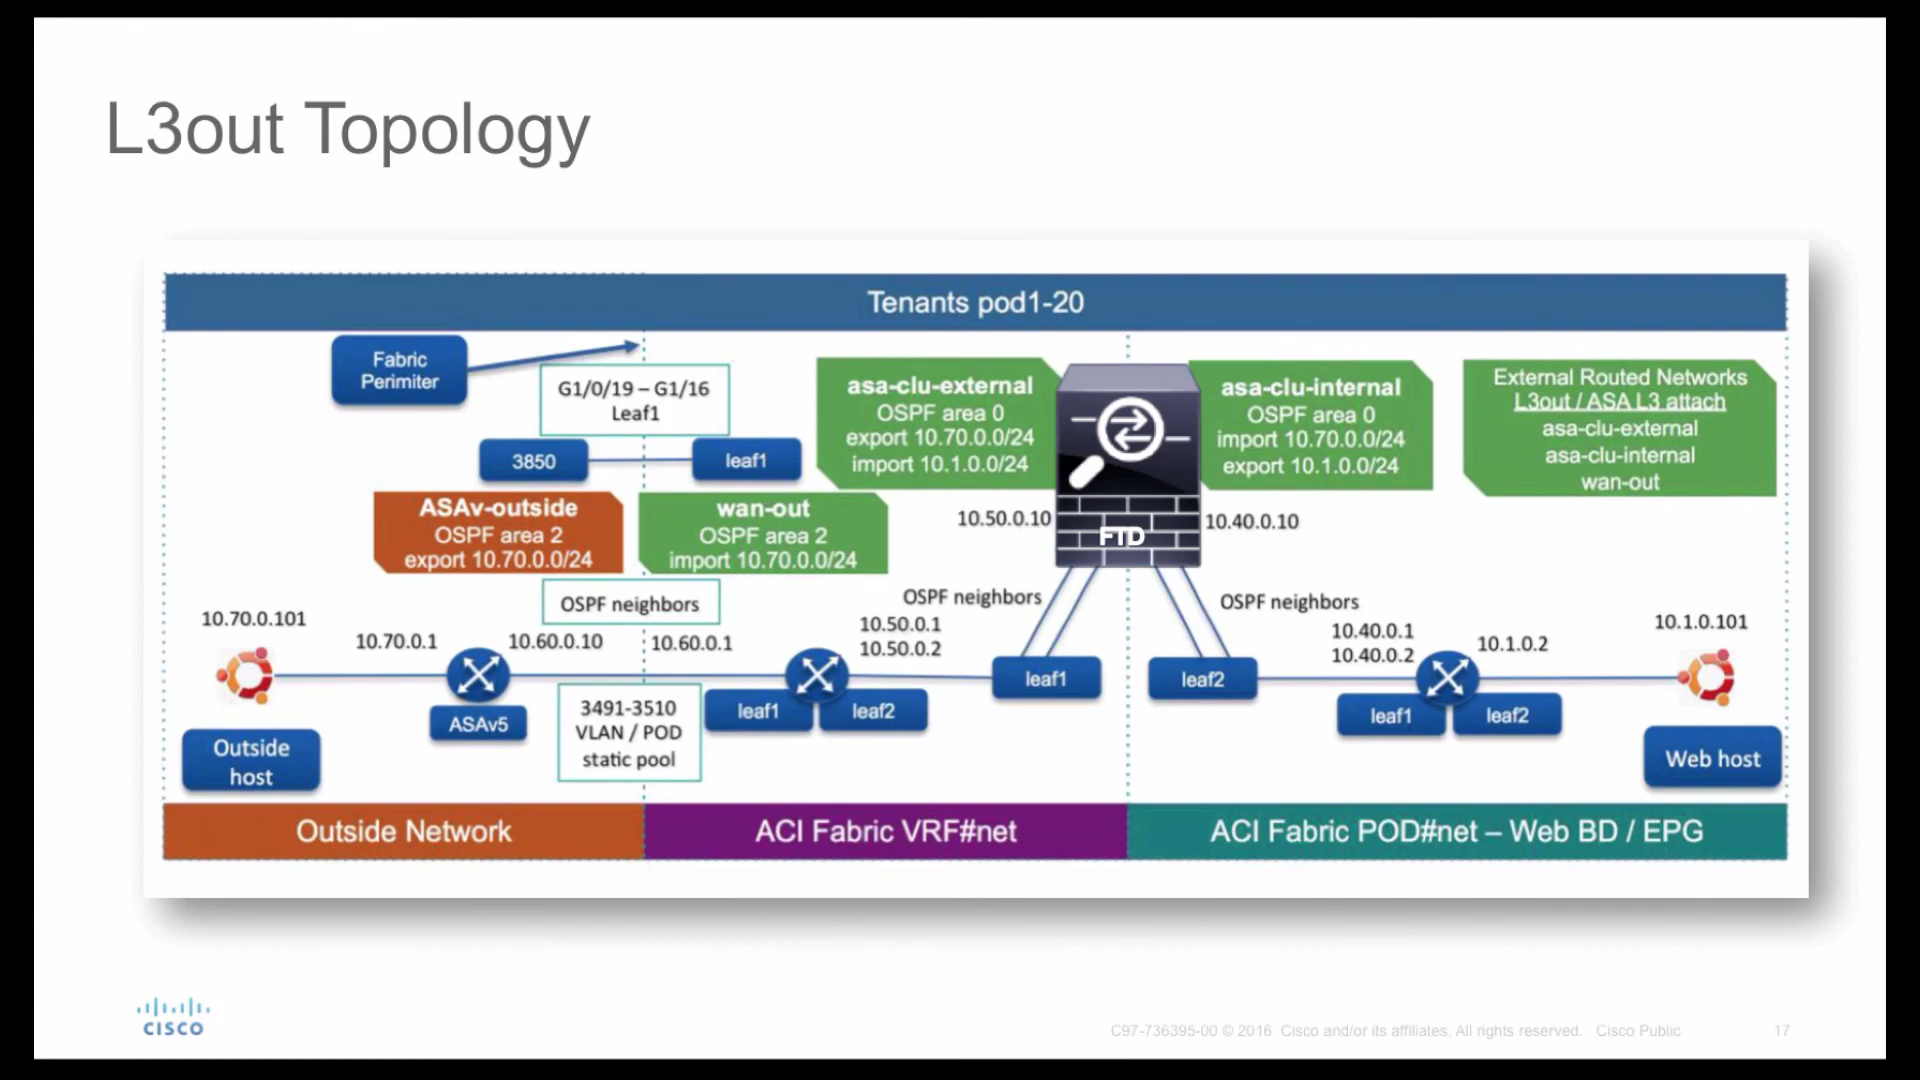 L3out Topology
Tenants pod1-20
Fabric
Perimiter
G1/0/19 – G1/16
Leaf1
3850
leaf1
asa-clu-external
OSPF area 0
export 10.70.0.0/24
import 10.1.0.0/24
asa-clu-internal
OSPF area 0
import 10.70.0.0/24
export 10.1.0.0/24
External Routed Networks
L3out / ASA L3 attach
asa-clu-external
asa-clu-internal
wan-out
ASAv-outside
OSPF area 2
export 10.70.0.0/24
wan-out
OSPF area 2
import 10.70.0.0/24
10.50.0.10
FTD
10.40.0.10
OSPF neighbors
OSPF neighbors
OSPF neighbors
10.70.0.101
10.70.0.1
10.60.0.10
10.60.0.1
10.50.0.1
10.50.0.2
10.40.0.1
10.40.0.2
10.1.0.2
10.1.0.101
leaf1
leaf2
ASAv5
3491-3510
VLAN / POD
static pool
leaf1
leaf2
leaf1
leaf2
Outside
host
Web host
Outside Network
ACI Fabric VRF#net
ACI Fabric POD#net – Web BD / EPG
CISCO
C97-736395-00 © 2016 Cisco and/or its affiliates. All rights reserved. Cisco Public
17